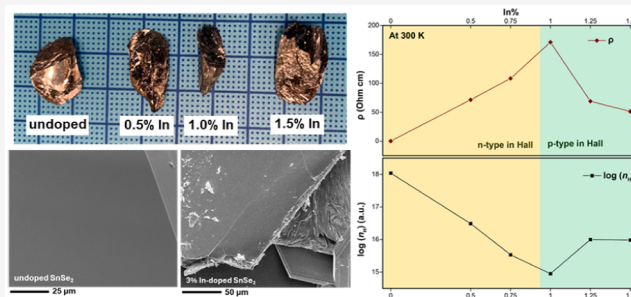 undoped
0.5% In
1.0% In
1.5% In
undoped SnSe2
25 µm
3% In-doped SnSe2
50 µm
In%
0 0.5 0.75 1 1.25
At 300 K
ρ
200
150
100
50
0
ρ (Ohm cm)
n-type in Hall
p-type in Hall
18
17
16
15
0 0.5 0.75 1 1.25